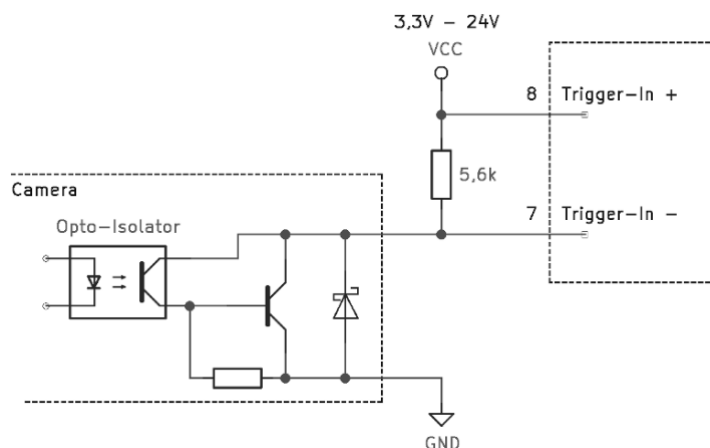 3,3V – 24V
VCC
8 Trigger-In +
5,6k
Camera
7 Trigger-In -
Opto-Isolator
GND